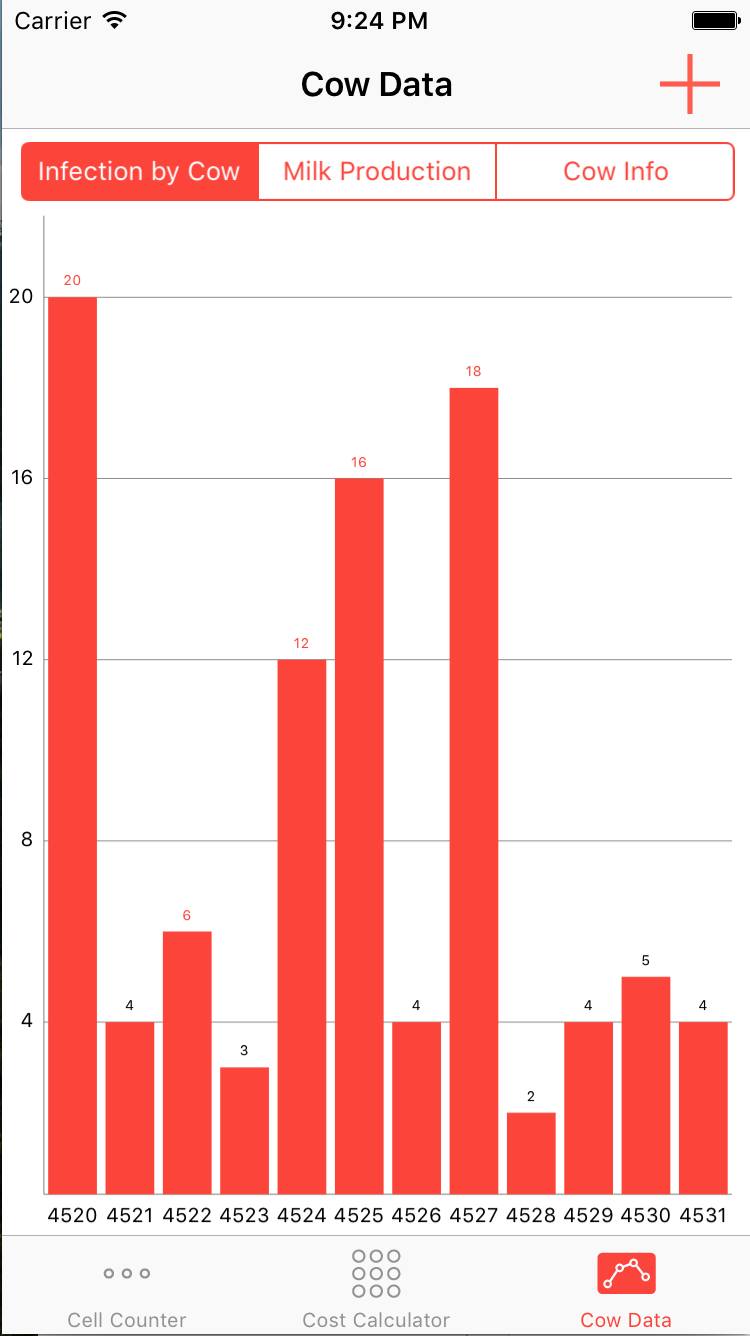 Carrier 9:24 PM
Cow Data
Infection by Cow Milk Production Cow Info
20
20
18
16
16
12
12
8
6
5
4 4 4 4
4
3
2
4520 4521 4522 4523 4524 4525 4526 4527 4528 4529 4530 4531
Cell Counter Cost Calculator Cow Data